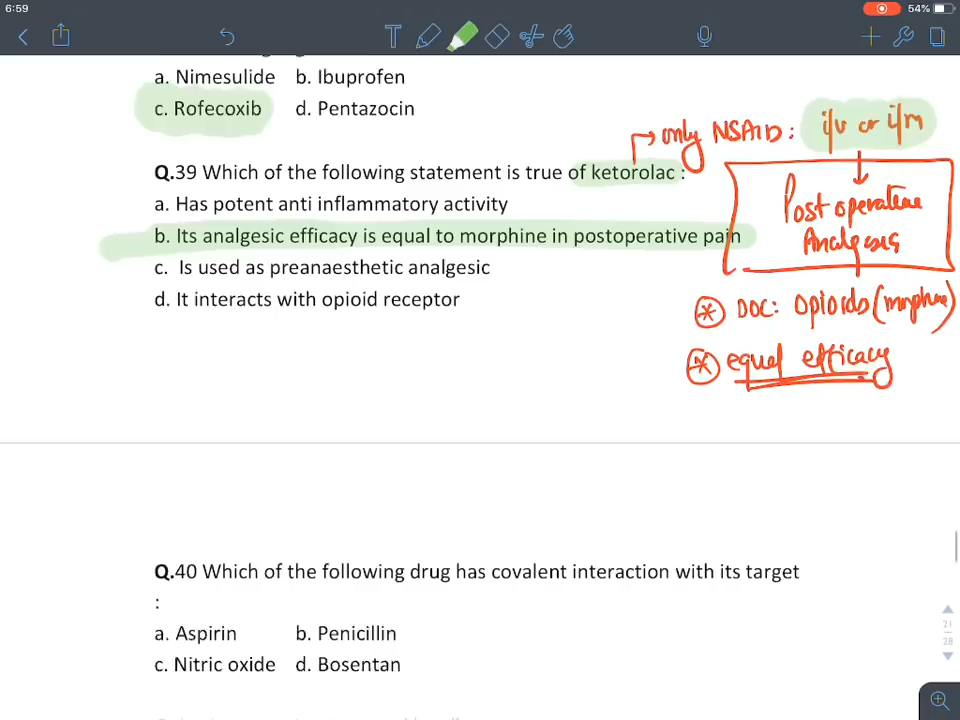 6:59
54%
a. Nimesulide b. Ibuprofen
c. Rofecoxib d. Pentazocin
only NSAID: i/v or i/m
Q.39 Which of the following statement is true of ketorolac :
a. Has potent anti inflammatory activity
b. Its analgesic efficacy is equal to morphine in postoperative pain
c. Is used as preanaesthetic analgesic
d. It interacts with opioid receptor
Post operative
Analgesis
DOC: Opioids (morphine)
equal efficacy
Q.40 Which of the following drug has covalent interaction with its target
:
a. Aspirin b. Penicillin
c. Nitric oxide d. Bosentan
21
28